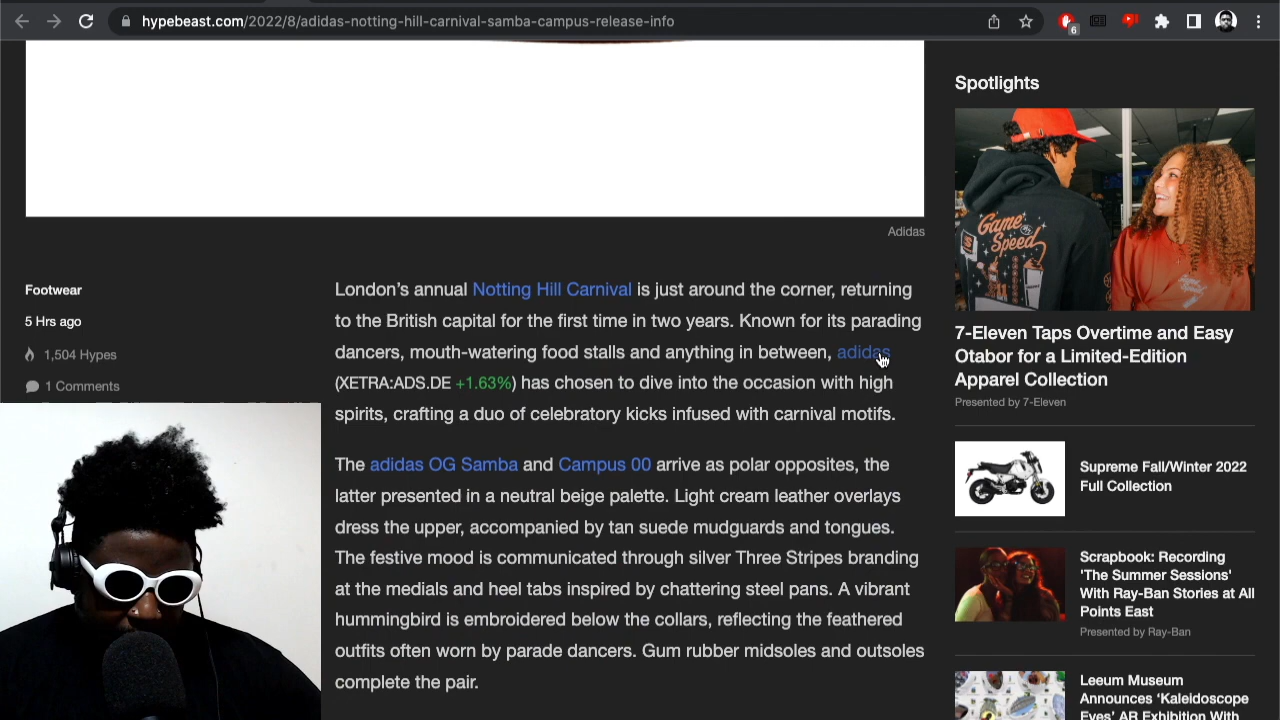 hypebeast.com/2022/8/adidas-notting-hill-carnival-samba-campus-release-info
6
Adidas
Footwear
5 Hrs ago
1,504 Hypes
1 Comments
London’s annual Notting Hill Carnival is just around the corner, returning
to the British capital for the first time in two years. Known for its parading
dancers, mouth-watering food stalls and anything in between, adidas
(XETRA:ADS.DE +1.63%) has chosen to dive into the occasion with high
spirits, crafting a duo of celebratory kicks infused with carnival motifs.
The adidas OG Samba and Campus 00 arrive as polar opposites, the
latter presented in a neutral beige palette. Light cream leather overlays
dress the upper, accompanied by tan suede mudguards and tongues.
The festive mood is communicated through silver Three Stripes branding
at the medials and heel tabs inspired by chattering steel pans. A vibrant
hummingbird is embroidered below the collars, reflecting the feathered
outfits often worn by parade dancers. Gum rubber midsoles and outsoles
complete the pair.
Spotlights
Game
Speed
7-Eleven Taps Overtime and Easy
Otabor for a Limited-Edition
Apparel Collection
Presented by 7-Eleven
Supreme Fall/Winter 2022
Full Collection
Scrapbook: Recording
'The Summer Sessions'
With Ray-Ban Stories at All
Points East
Presented by Ray-Ban
Leeum Museum
Announces ‘Kaleidoscope
Eyes’ AR Exhibition With